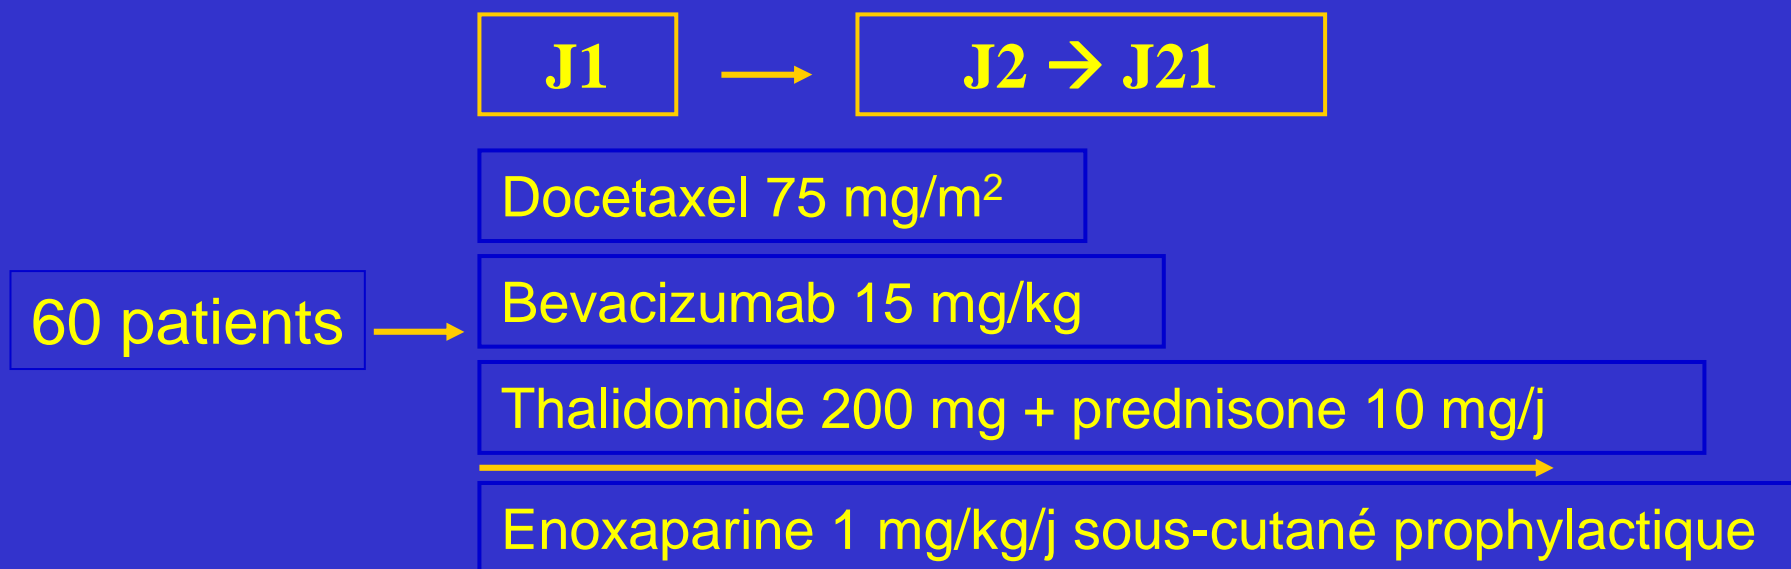 J1
J2 → J21
Docetaxel 75 mg/m²
Bevacizumab 15 mg/kg
60 patients
Thalidomide 200 mg + prednisone 10 mg/j
Enoxaparine 1 mg/kg/j sous-cutané prophylactique